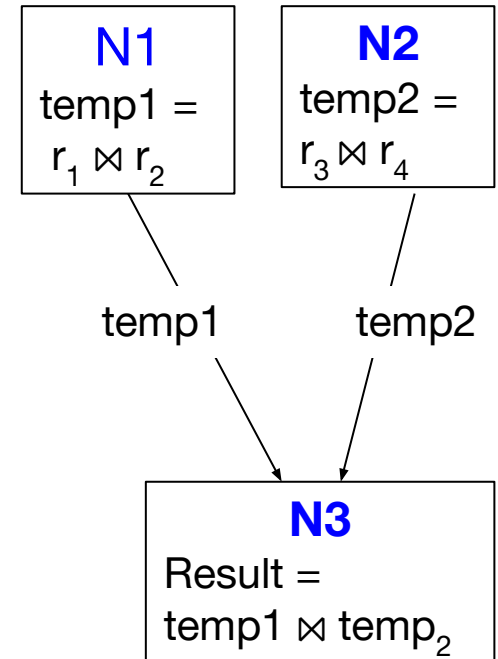 N1
temp1 =
r₁ ⋈ r₂
N2
temp2 =
r₃ ⋈ r₄
temp1
temp2
N3
Result =
temp1 ⋈ temp₂